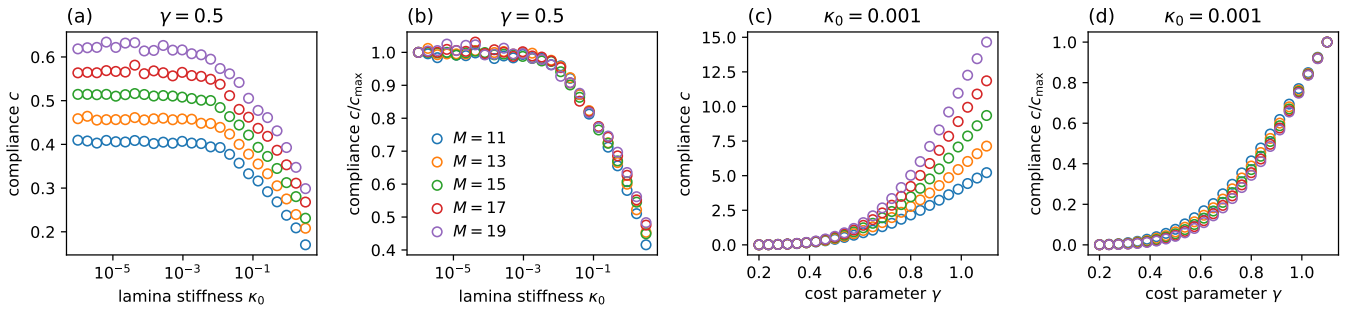 (a) γ = 0.5
compliance c
0.6
0.5
0.4
0.3
0.2
10⁻⁵ 10⁻³ 10⁻¹
lamina stiffness κ₀
(b) γ = 0.5
compliance c/cₘₐₓ
1.0
0.9
0.8
0.7
0.6
0.5
0.4
M = 11
M = 13
M = 15
M = 17
M = 19
10⁻⁵ 10⁻³ 10⁻¹
lamina stiffness κ₀
(c) κ₀ = 0.001
compliance c
15.0
12.5
10.0
7.5
5.0
2.5
0.0
0.2 0.4 0.6 0.8 1.0
cost parameter γ
(d) κ₀ = 0.001
compliance c/cₘₐₓ
1.0
0.8
0.6
0.4
0.2
0.0
0.2 0.4 0.6 0.8 1.0
cost parameter γ